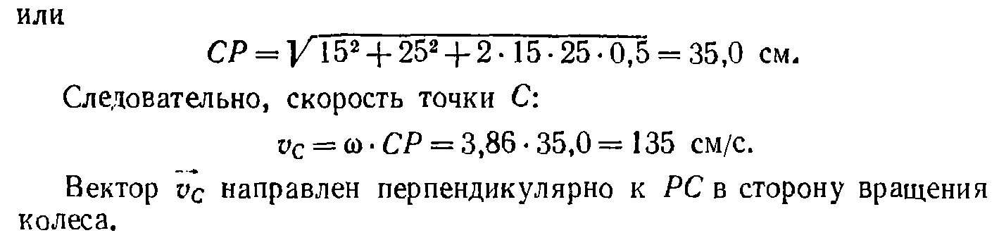 или
CP = √15² + 25² + 2 · 15 · 25 · 0,5 = 35,0 см.
Следовательно, скорость точки C:
v_C = ω · CP = 3,86 · 35,0 = 135 см/с.
Вектор v⃗_C направлен перпендикулярно к PC в сторону вращения
колеса.